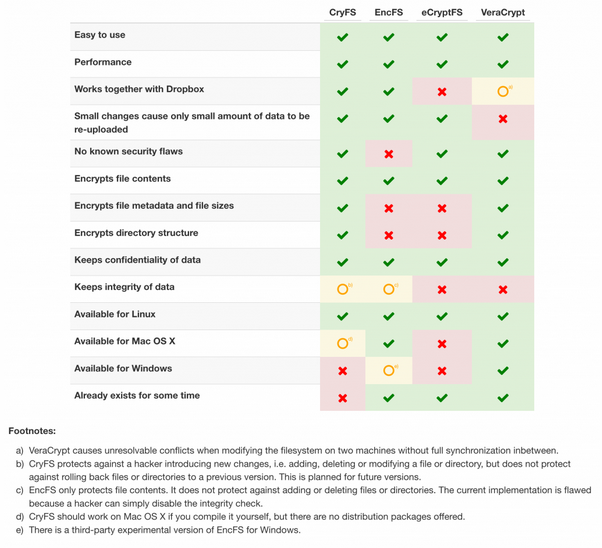 CryFS EncFS eCryptFS VeraCrypt
Easy to use
Performance
Works together with Dropbox
Small changes cause only small amount of data to be
re-uploaded
No known security flaws
Encrypts file contents
Encrypts file metadata and file sizes
Encrypts directory structure
Keeps confidentiality of data
Keeps integrity of data
Available for Linux
Available for Mac OS X
Available for Windows
Already exists for some time
Footnotes:
a) VeraCrypt causes unresolvable conflicts when modifying the filesystem on two machines without full synchronization inbetween.
b) CryFS protects against a hacker introducing new changes, i.e. adding, deleting or modifying a file or directory, but does not protect
against rolling back files or directories to a previous version. This is planned for future versions.
c) EncFS only protects file contents. It does not protect against adding or deleting files or directories. The current implementation is flawed
because a hacker can simply disable the integrity check.
d) CryFS should work on Mac OS X if you compile it yourself, but there are no distribution packages offered.
e) There is a third-party experimental version of EncFS for Windows.